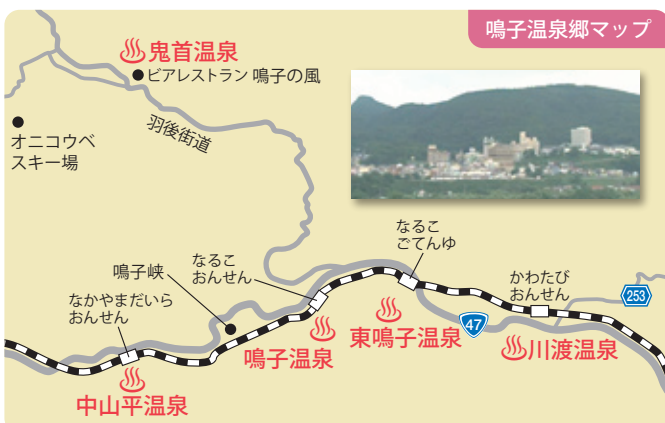 鳴子温泉郷マップ
鬼首温泉
ビアレストラン 鳴子の風
羽後街道
オニコウベ
スキー場
なるこ
ごてんゆ
なるこ
おんせん
鳴子峡
かわたび
おんせん
253
なかやまだいら
おんせん
47
東鳴子温泉
川渡温泉
鳴子温泉
中山平温泉